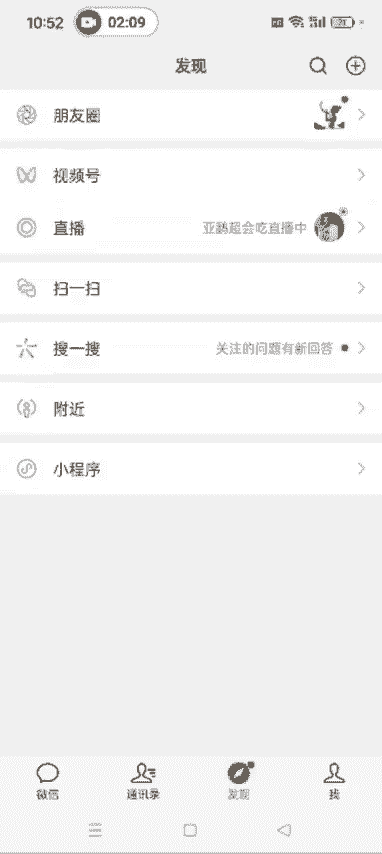 10:52 02:09
发现
朋友圈
视频号
直播 亚鹅超会吃直播中
扫一扫
搜一搜 关注的问题有新回答
附近
小程序
微信 通讯录 发现 我